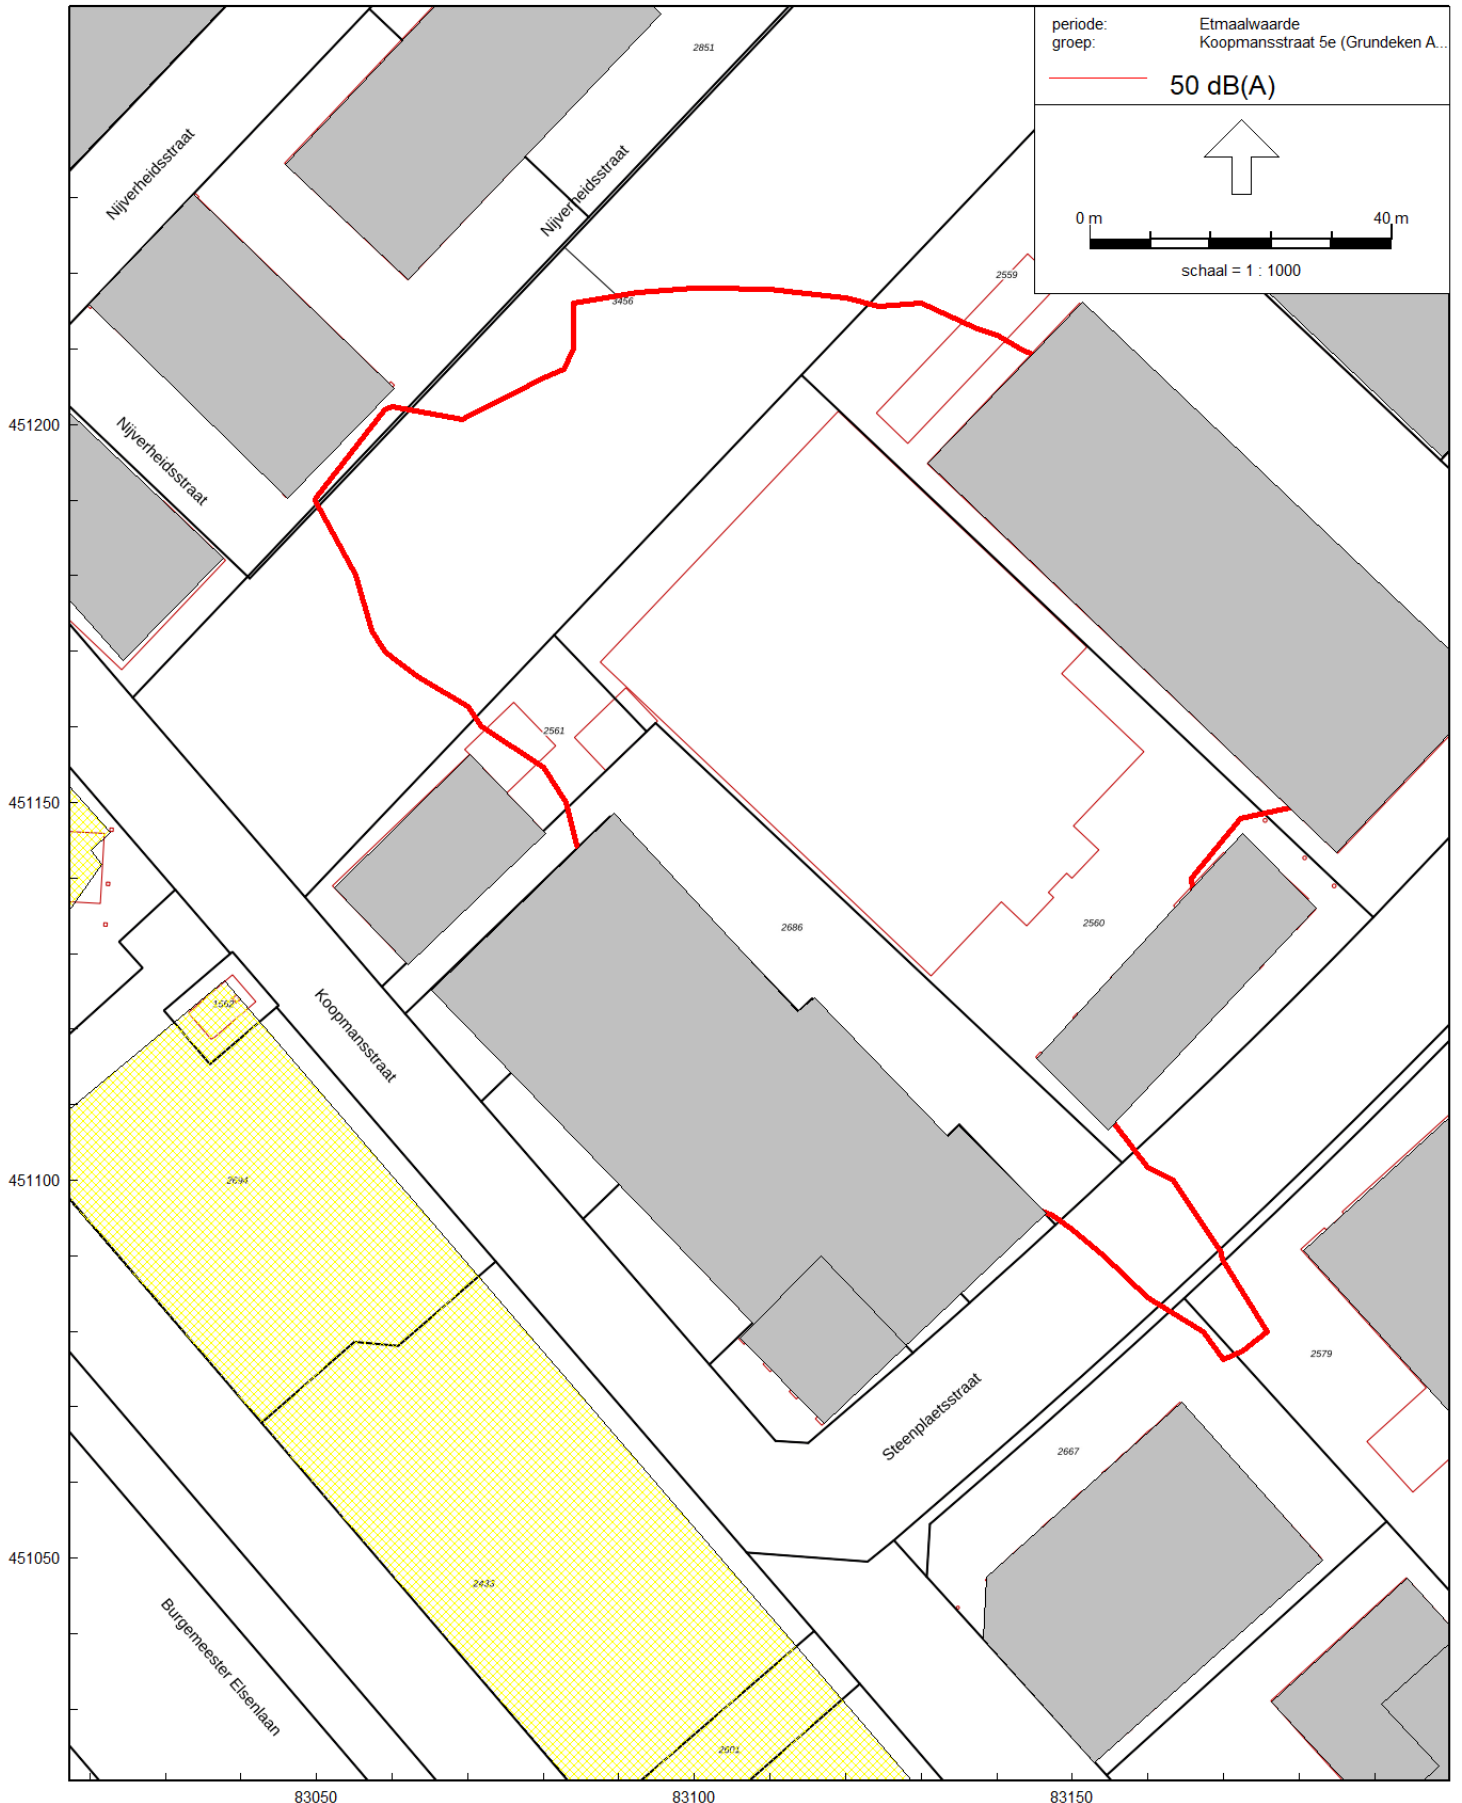 periode: Etmaalwaarde
groep: Koopmansstraat 5e (Grundeken A...
50 dB(A)
0 m 40 m
schaal = 1 : 1000
2851
Nijverheidsstraat
Nijverheidsstraat
2559
3456
451200
Nijverheidsstraat
2561
451150
2686
2560
1562
Koopmansstraat
451100
2694
2579
Steenplaetsstraat
2667
451050
2433
Burgemeester Elsenlaan
2601
83050 83100 83150